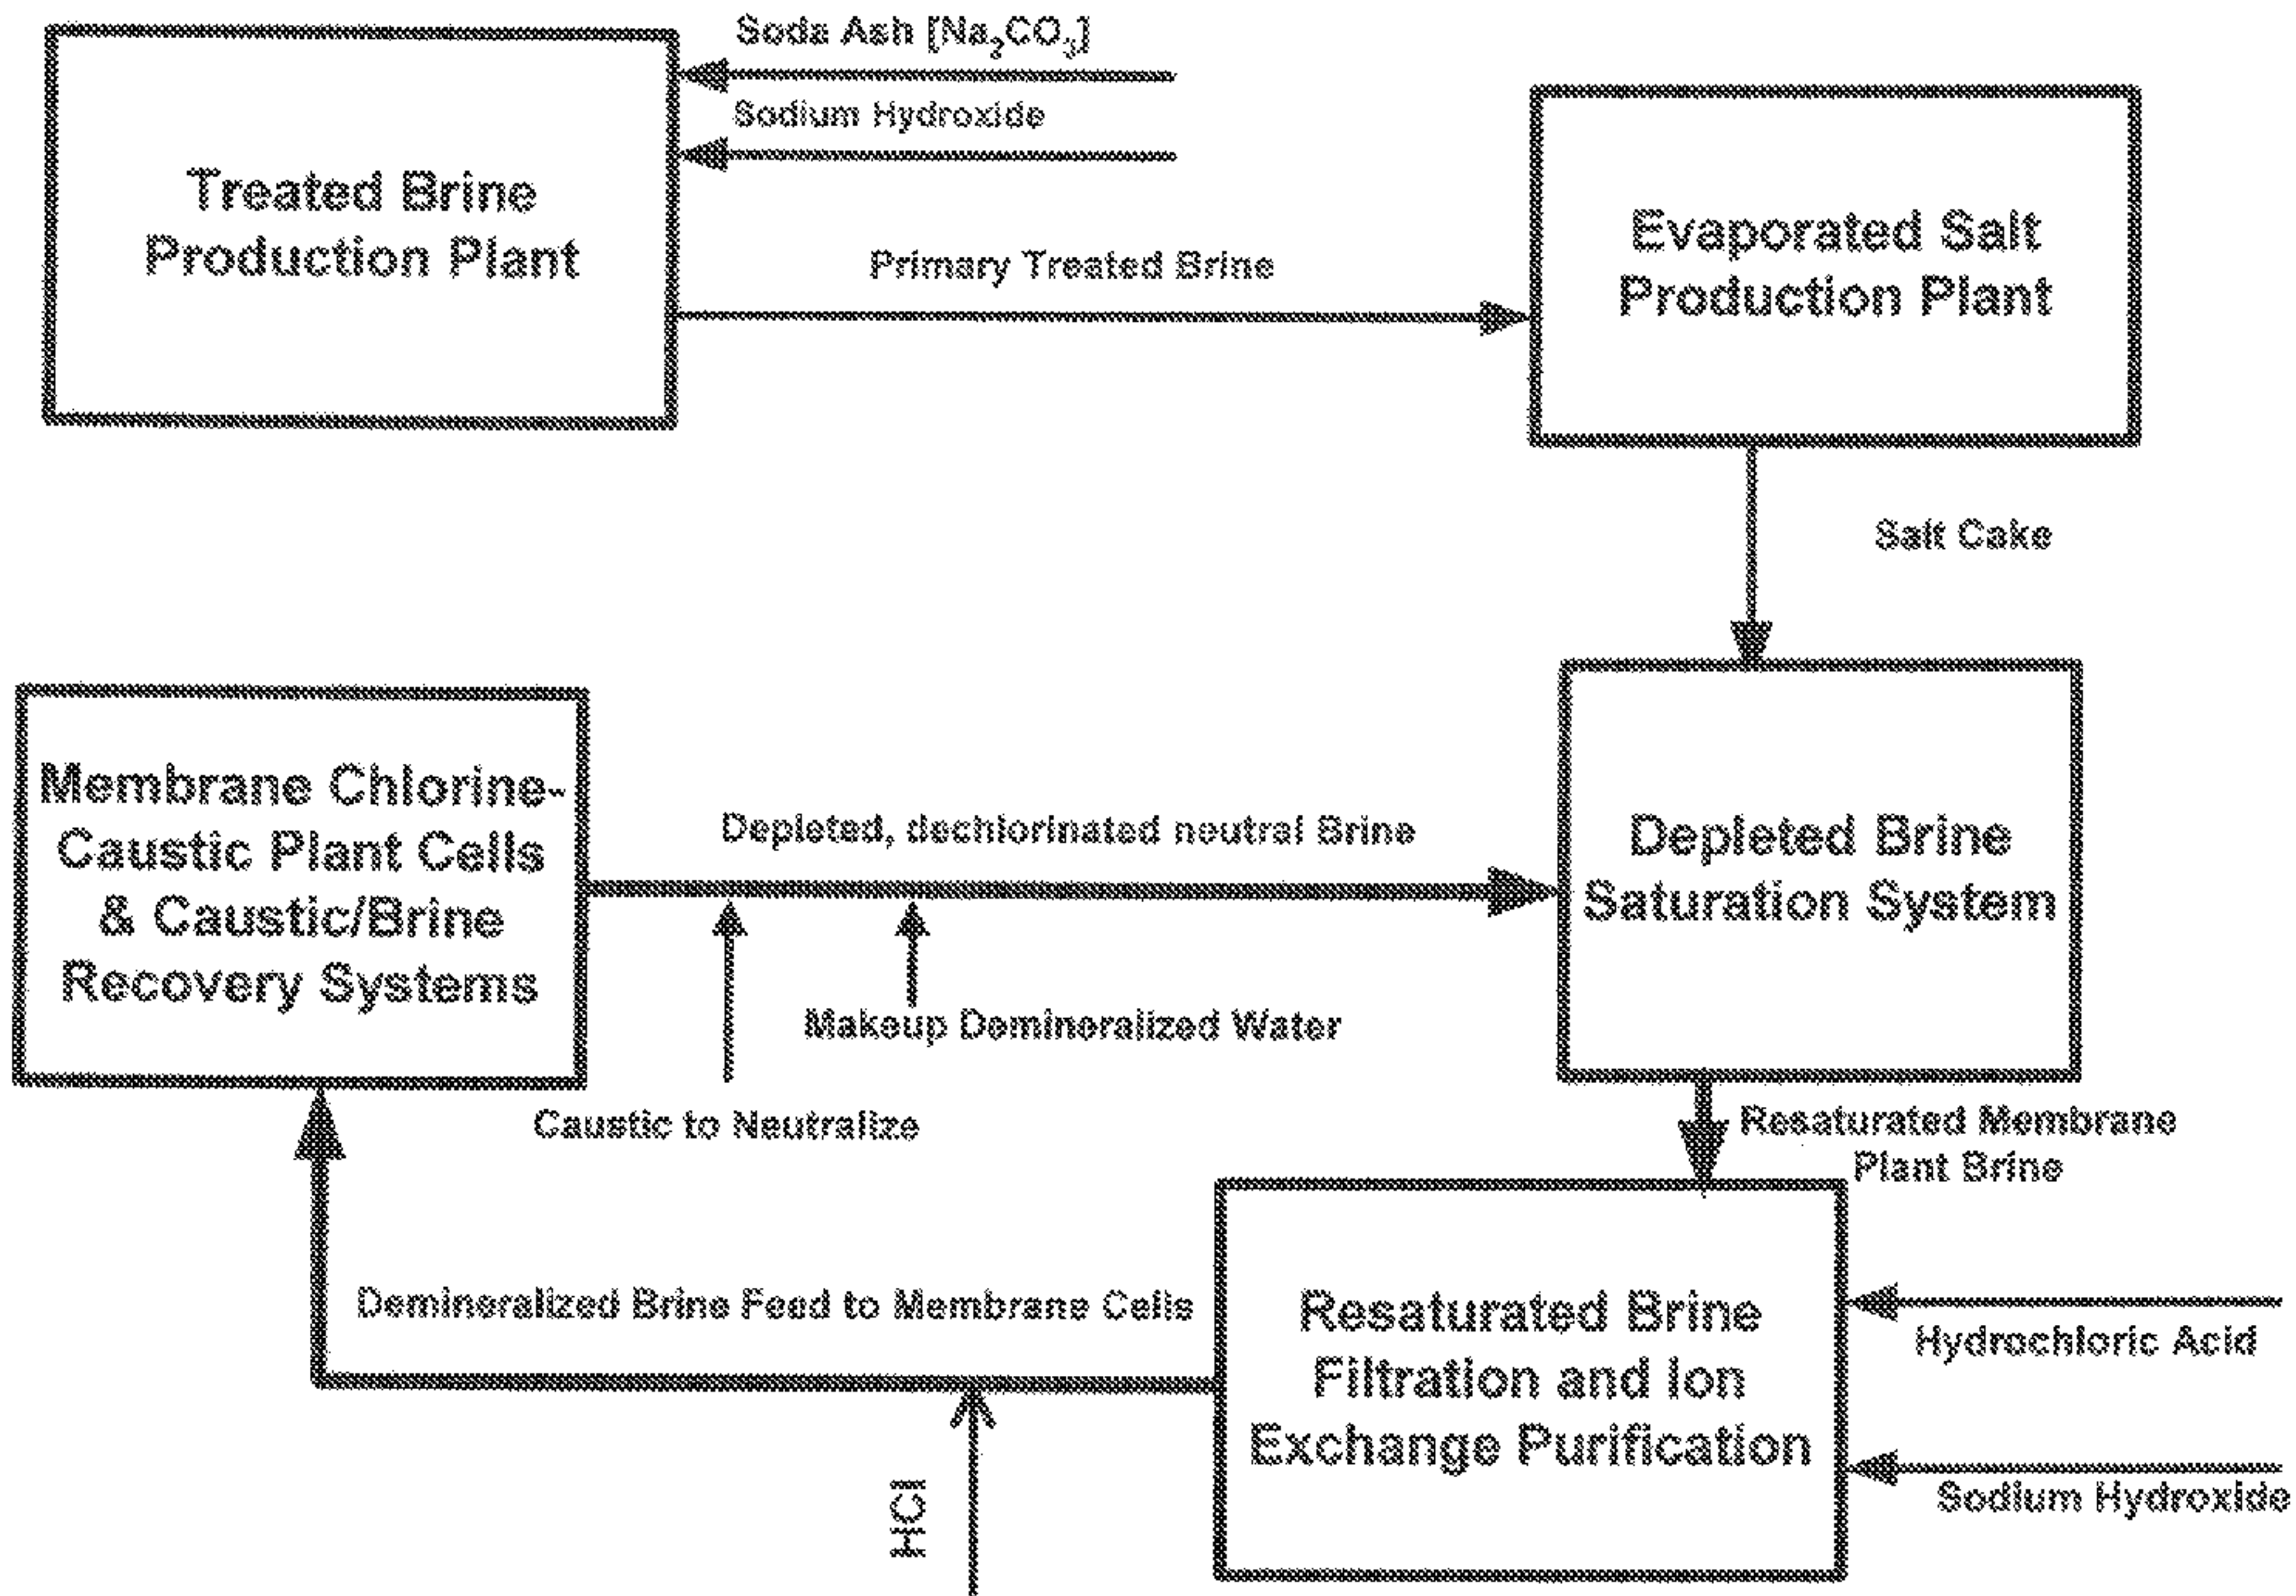 Soda Ash [Na₂CO₃]
Sodium Hydroxide
Treated Brine
Production Plant
Primary Treated Brine
Evaporated Salt
Production Plant
Salt Cake
Membrane Chlorine-
Caustic Plant Cells
& Caustic/Brine
Recovery Systems
Depleted, dechlorinated neutral Brine
Depleted Brine
Saturation System
Makeup Demineralized Water
Caustic to Neutralize
Resaturated Membrane
Plant Brine
Demineralized Brine Feed to Membrane Cells
Resaturated Brine
Filtration and Ion
Exchange Purification
Hydrochloric Acid
Sodium Hydroxide
HCl